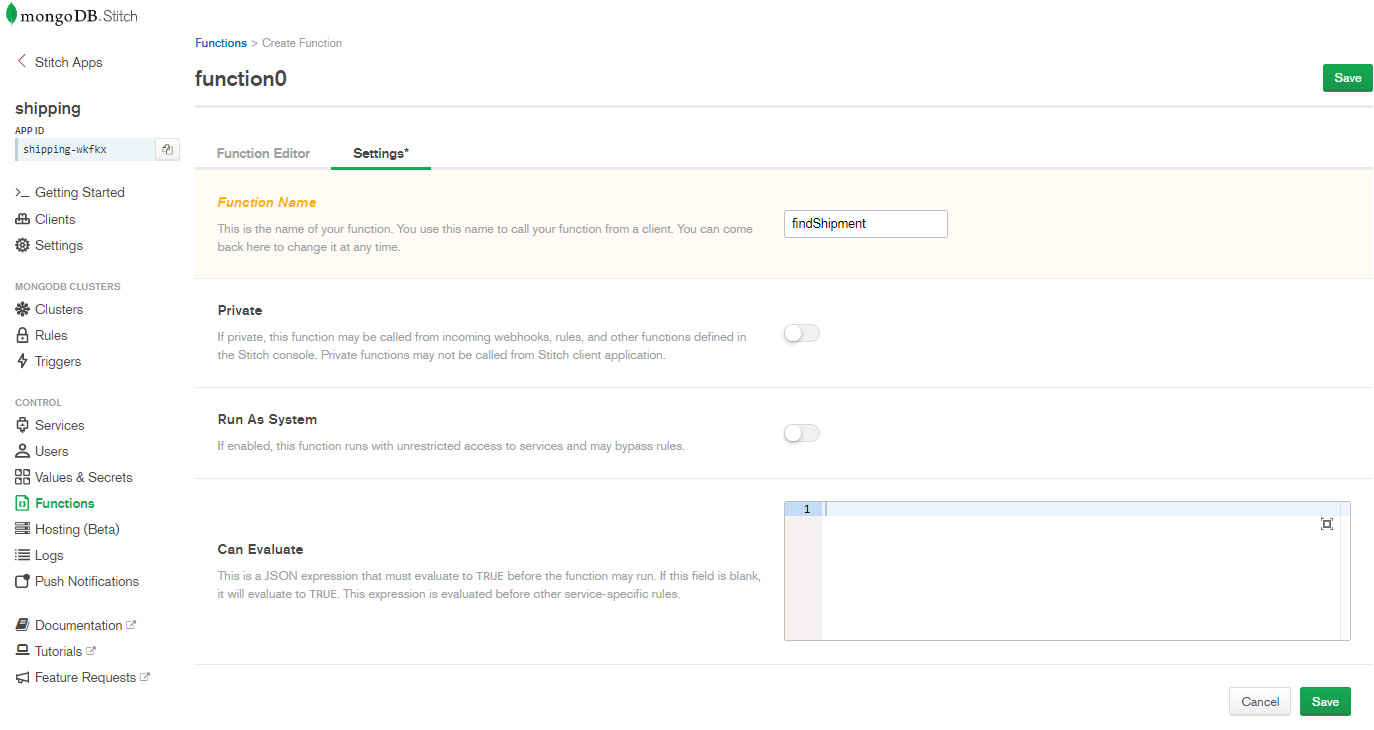 mongoDB. Stitch
Stitch Apps
shipping
APP ID
shipping-wkfkx
Getting Started
Clients
Settings
MONGODB CLUSTERS
Clusters
Rules
Triggers
CONTROL
Services
Users
Values & Secrets
Functions
Hosting (Beta)
Logs
Push Notifications
Documentation
Tutorials
Feature Requests
Functions > Create Function
function0
Save
Function Editor
Settings*
Function Name
This is the name of your function. You use this name to call your function from a client. You can come
back here to change it at any time.
findShipment
Private
If private, this function may be called from incoming webhooks, rules, and other functions defined in
the Stitch console. Private functions may not be called from Stitch client application.
Run As System
If enabled, this function runs with unrestricted access to services and may bypass rules.
Can Evaluate
This is a JSON expression that must evaluate to TRUE before the function may run. If this field is blank,
it will evaluate to TRUE. This expression is evaluated before other service-specific rules.
1
Cancel
Save